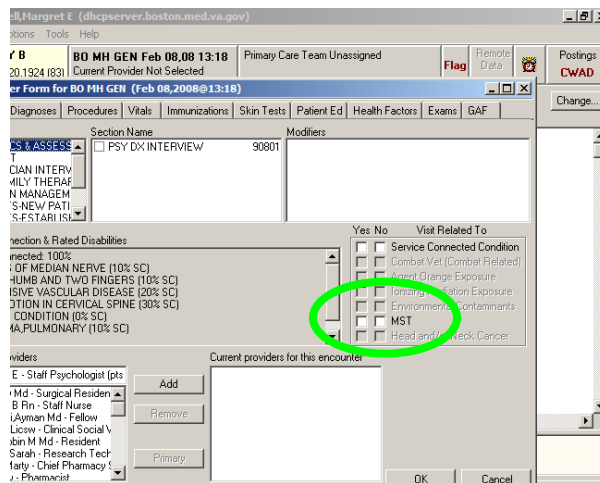 ell,Margret E (dhcpserver.boston.med.va.gov)
ptions Tools Help
Y B
20.1924 (83)
BO MH GEN Feb 08,08 13:18
Current Provider Not Selected
Primary Care Team Unassigned
Flag
Remote
Data
Postings
CWAD
er Form for BO MH GEN (Feb 08,2008@13:18)
Change...
Diagnoses Procedures Vitals Immunizations Skin Tests Patient Ed Health Factors Exams GAF
Section Name
Modifiers
CS & ASSESS
T
CIAN INTERV
MILY THERAP
N MANAGEM
S-NEW PATI
S-ESTABLISH
PSY DX INTERVIEW 90801
nection & Rated Disabilities
nnected: 100%
S OF MEDIAN NERVE (10% SC)
HUMB AND TWO FINGERS (10% SC)
SIVE VASCULAR DISEASE (20% SC)
OTION IN CERVICAL SPINE (30% SC)
CONDITION (0% SC)
MA,PULMONARY (10% SC)
Yes No Visit Related To
Service Connected Condition
Combat Vet (Combat Related)
Agent Orange Exposure
Ionizing Radiation Exposure
Environmental Contaminants
MST
Head and/or Neck Cancer
viders
E - Staff Psychologist (pts
Md - Surgical Residen
B Rn - Staff Nurse
i,Ayman Md - Fellow
Licsw - Clinical Social
bin M Md - Resident
Sarah - Research Tech
Marty - Chief Pharmacy
- Pharmacist
Add
Remove
Primary
Current providers for this encounter
OK
Cancel